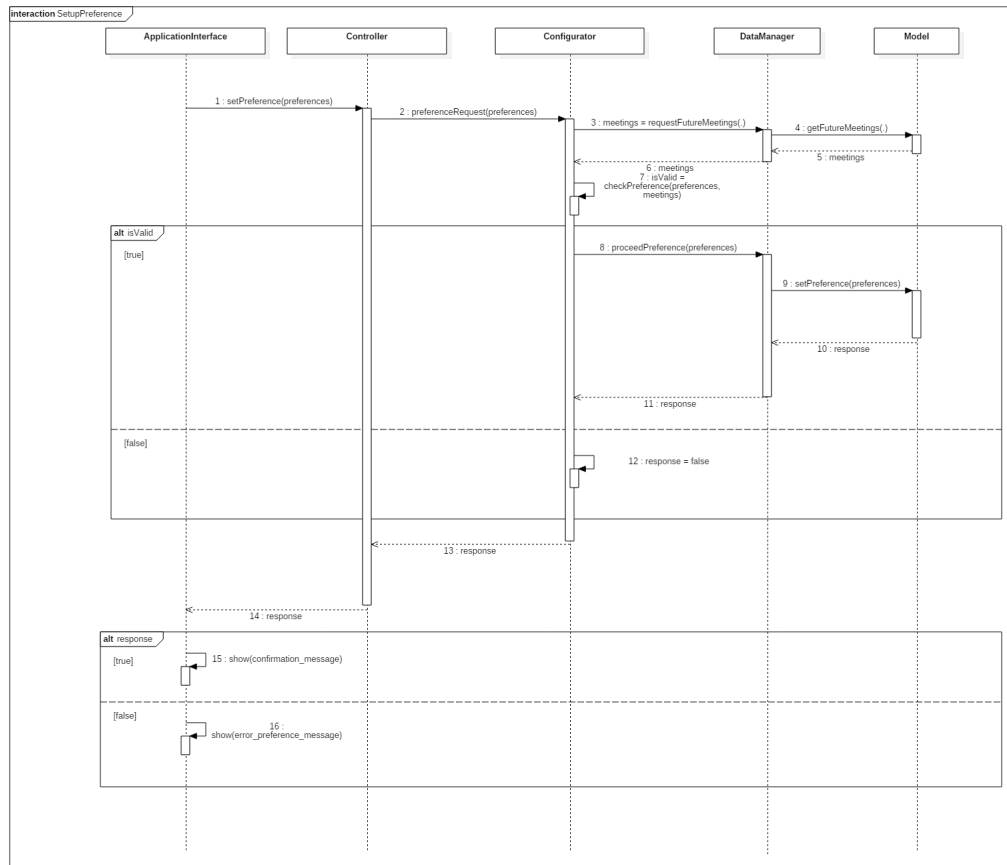 interaction SetupPreference
ApplicationInterface
Controller
Configurator
DataManager
Model
1 : setPreference(preferences)
2 : preferenceRequest(preferences)
3 : meetings = requestFutureMeetings(.)
4 : getFutureMeetings(.)
5 : meetings
6 : meetings
7 : isValid =
checkPreference(preferences,
meetings)
alt isValid
[true]
8 : proceedPreference(preferences)
9 : setPreference(preferences)
10 : response
11 : response
[false]
12 : response = false
13 : response
14 : response
alt response
[true]
15 : show(confirmation_message)
[false]
16 :
show(error_preference_message)